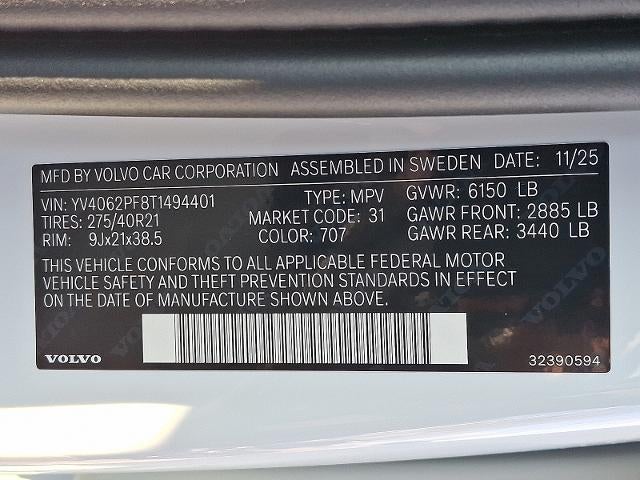 MFD BY VOLVO CAR CORPORATION ASSEMBLED IN SWEDEN DATE: 11/25
VIN: YV4062PF8T1494401 TYPE: MPV GVWR: 6150 LB
TIRES: 275/40R21 MARKET CODE: 31 GAWR FRONT: 2885 LB
RIM: 9Jx21x38.5 COLOR: 707 GAWR REAR: 3440 LB
THIS VEHICLE CONFORMS TO ALL APPLICABLE FEDERAL MOTOR
VEHICLE SAFETY AND THEFT PREVENTION STANDARDS IN EFFECT
ON THE DATE OF MANUFACTURE SHOWN ABOVE.
VOLVO 32390594